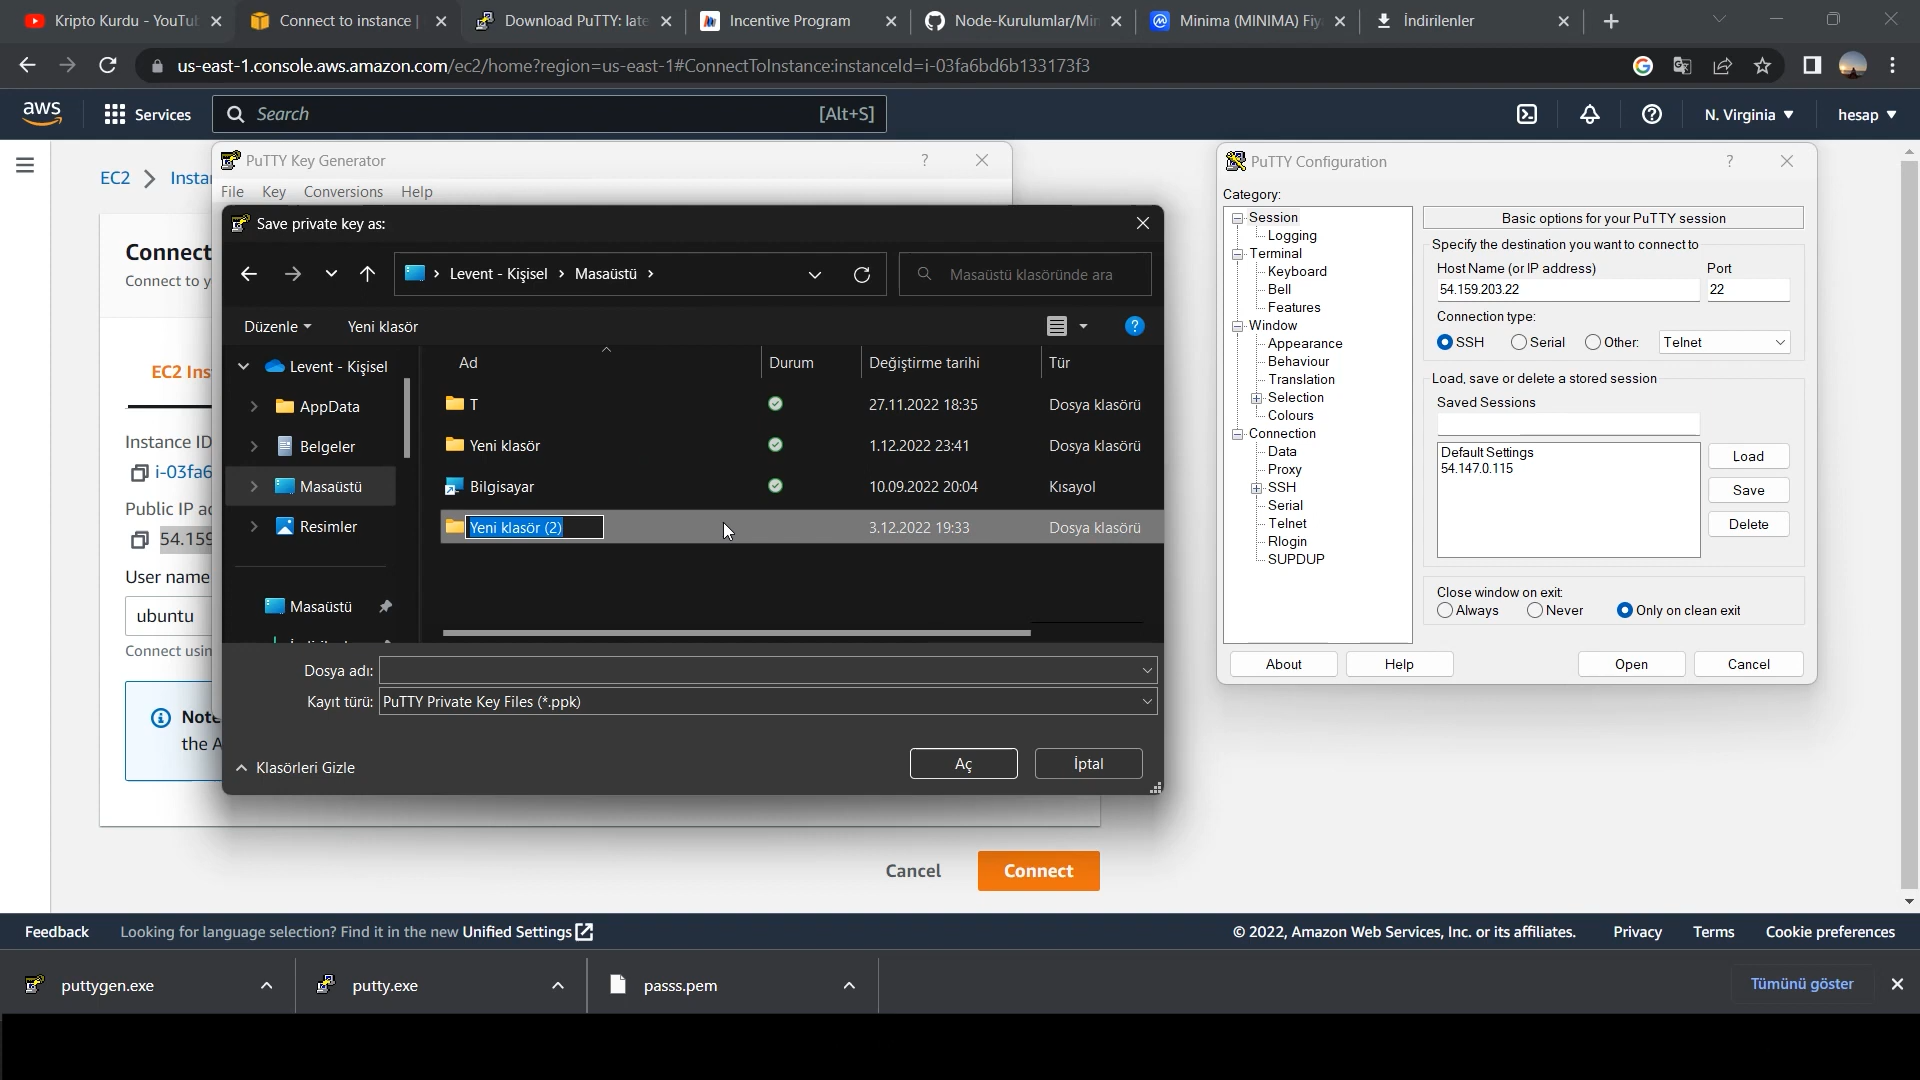 Kripto Kurdu - YouTu
Connect to instance |
Download PuTTY: late
Incentive Program
Node-Kurulumlar/Min
Minima (MINIMA) Fiy
İndirilenler
us-east-1.console.aws.amazon.com/ec2/home?region=us-east-1#ConnectToInstance:instanceId=i-03fa6bd6b133173f3
aws
Services
Search
[Alt+S]
N. Virginia
hesap
EC2
Insta
PuTTY Key Generator
File Key Conversions Help
Connect
Connect to y
EC2 Ins
Instance ID
i-03fa6
Public IP ad
54.159
User name
ubuntu
Connect usin
Note
the A
Save private key as:
Levent - Kişisel
Masaüstü
Masaüstü klasöründe ara
Düzenle
Yeni klasör
Levent - Kişisel
AppData
Belgeler
Masaüstü
Resimler
Masaüstü
Ad Durum Değiştirme tarihi Tür
T 27.11.2022 18:35 Dosya klasörü
Yeni klasör 1.12.2022 23:41 Dosya klasörü
Bilgisayar 10.09.2022 20:04 Kısayol
Yeni klasör (2) 3.12.2022 19:33 Dosya klasörü
Dosya adı:
Kayıt türü: PuTTY Private Key Files (*.ppk)
Klasörleri Gizle
Aç
İptal
Cancel
Connect
PuTTY Configuration
Category:
Session
Logging
Terminal
Keyboard
Bell
Features
Window
Appearance
Behaviour
Translation
Selection
Colours
Connection
Data
Proxy
SSH
Serial
Telnet
Rlogin
SUPDUP
Basic options for your PuTTY session
Specify the destination you want to connect to
Host Name (or IP address) Port
54.159.203.22 22
Connection type:
SSH Serial Other: Telnet
Load, save or delete a stored session
Saved Sessions
Default Settings
54.147.0.115
Load
Save
Delete
Close window on exit:
Always Never Only on clean exit
About Help Open Cancel
Feedback
Looking for language selection? Find it in the new Unified Settings
© 2022, Amazon Web Services, Inc. or its affiliates.
Privacy
Terms
Cookie preferences
puttygen.exe
putty.exe
passs.pem
Tümünü göster